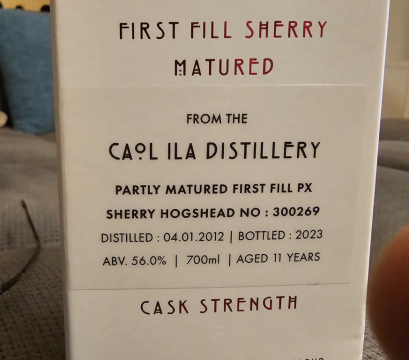 FIRST FILL SHERRY
MATURED
FROM THE
CAOL ILA DISTILLERY
PARTLY MATURED FIRST FILL PX
SHERRY HOGSHEAD NO : 300269
DISTILLED : 04.01.2012 | BOTTLED : 2023
ABV. 56.0% | 700ml | AGED 11 YEARS
CASK STRENGTH